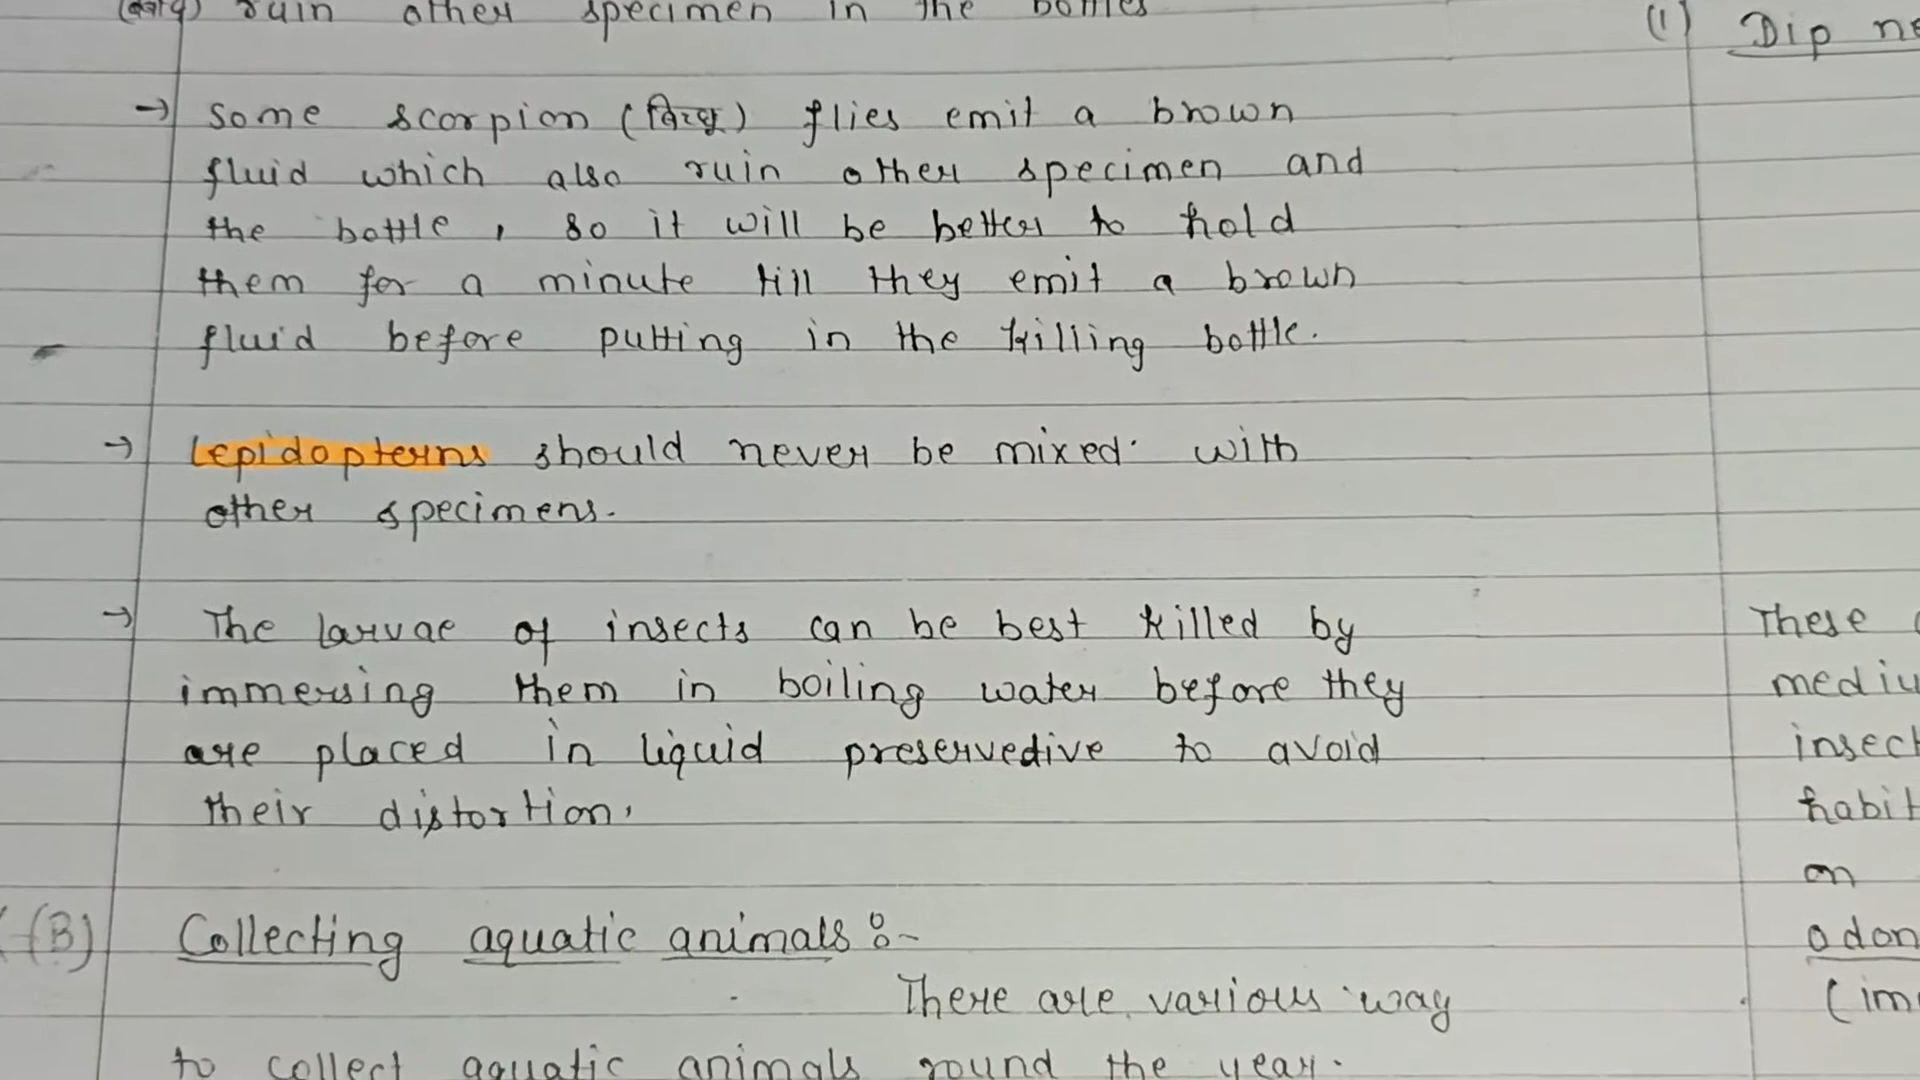 ruin other specimen in the bottles
→ some scorpion (बिच्छू) flies emit a brown
fluid which also ruin other specimen and
the bottle, so it will be better to hold
them for a minute till they emit a brown
fluid before putting in the killing bottle.
→ Lepidopterns should never be mixed with
other specimens.
→ The larvae of insects can be best killed by
immersing them in boiling water before they
are placed in liquid preservedive to avoid
their distortion.
(B) Collecting aquatic animals :-
There are various way
to collect aquatic animals round the year.
(1) Dip ne
These
mediu
insect
habit
on
odon
(im